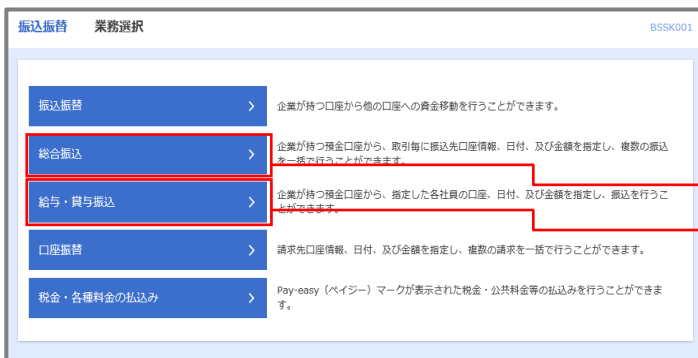 振込振替 業務選択 BSSK001
振込振替 企業が持つ口座から他の口座への資金移動を行うことができます。
総合振込 企業が持つ預金口座から、取引毎に振込先口座情報、日付、及び金額を指定し、複数の振込
を一括で行うことができます。
給与・賞与振込 企業が持つ預金口座から、指定した各社員の口座、日付、及び金額を指定し、振込を行うこ
とができます。
口座振替 請求先口座情報、日付、及び金額を指定し、複数の請求を一括で行うことができます。
税金・各種料金の払込み Pay-easy（ペイジー）マークが表示された税金・公共料金等の払込みを行うことができま
す。